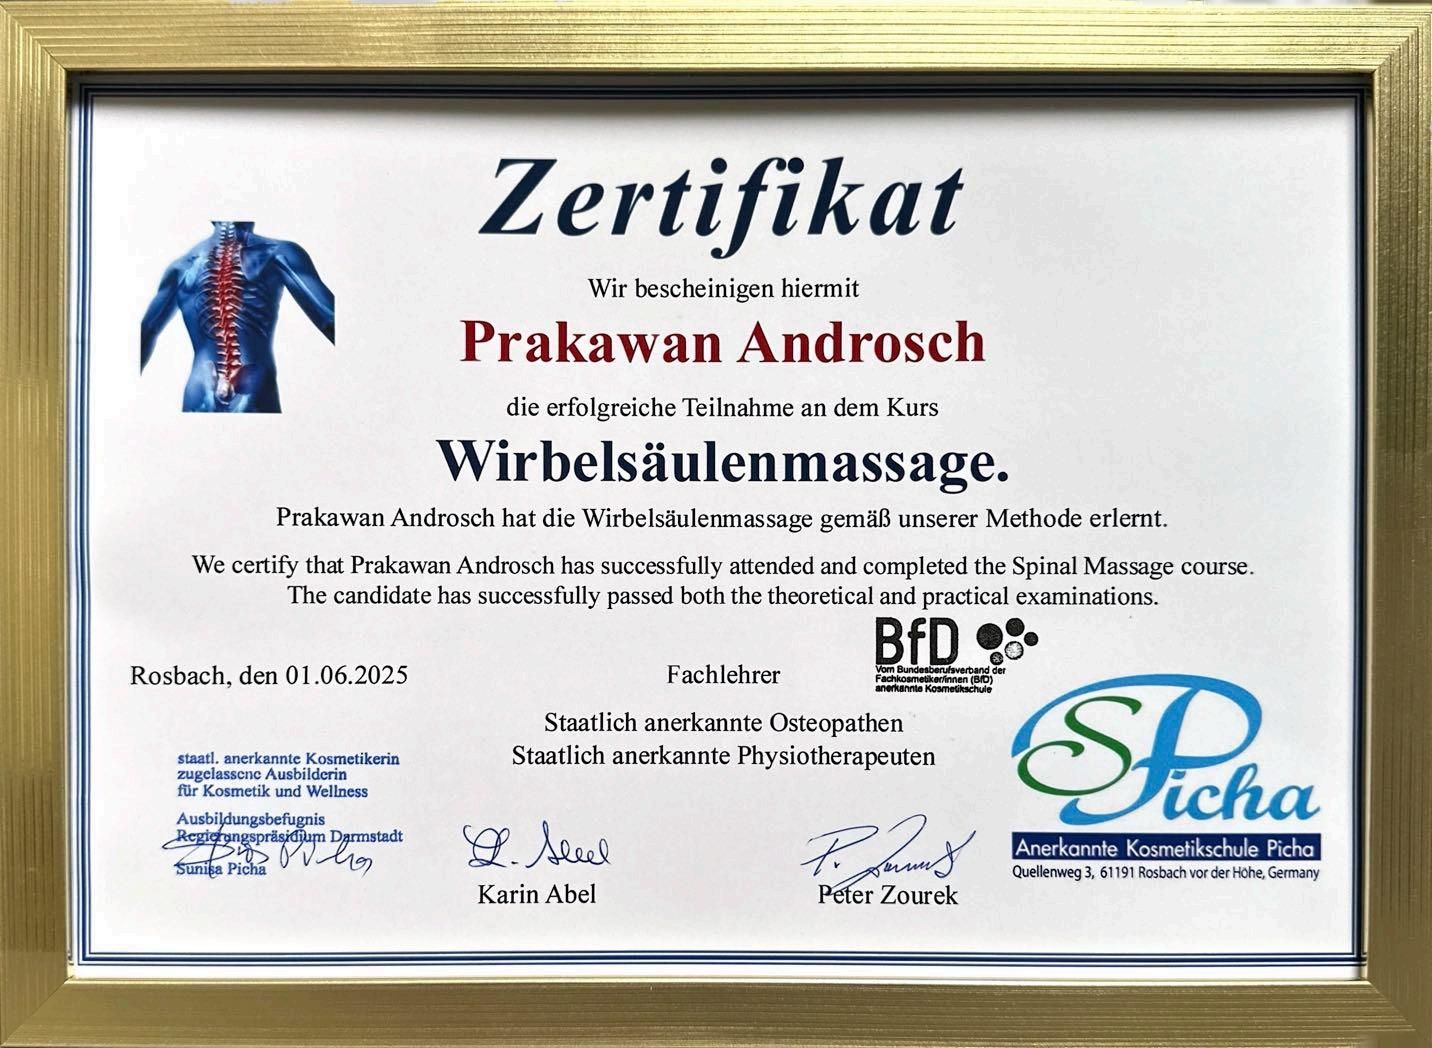 Zertifikat
Wir bescheinigen hiermit
Prakawan Androsch
die erfolgreiche Teilnahme an dem Kurs
Wirbelsäulenmassage.
Prakawan Androsch hat die Wirbelsäulenmassage gemäß unserer Methode erlernt.
We certify that Prakawan Androsch has successfully attended and completed the Spinal Massage course.
The candidate has successfully passed both the theoretical and practical examinations.
Rosbach, den 01.06.2025
Fachlehrer
BfD
Vom Bundesberufsverband der
Fachkosmetiker/innen (BfD)
anerkannte Kosmetikschule
Staatlich anerkannte Osteopathen
Staatlich anerkannte Physiotherapeuten
staatl. anerkannte Kosmetikerin
zugelassene Ausbilderin
für Kosmetik und Wellness
Ausbildungsbefugnis
Regierungspräsidium Darmstadt
Sunisa Picha
K. Abel
Karin Abel
P. Zourek
Peter Zourek
S Picha
Anerkannte Kosmetikschule Picha
Quellenweg 3, 61191 Rosbach vor der Höhe, Germany